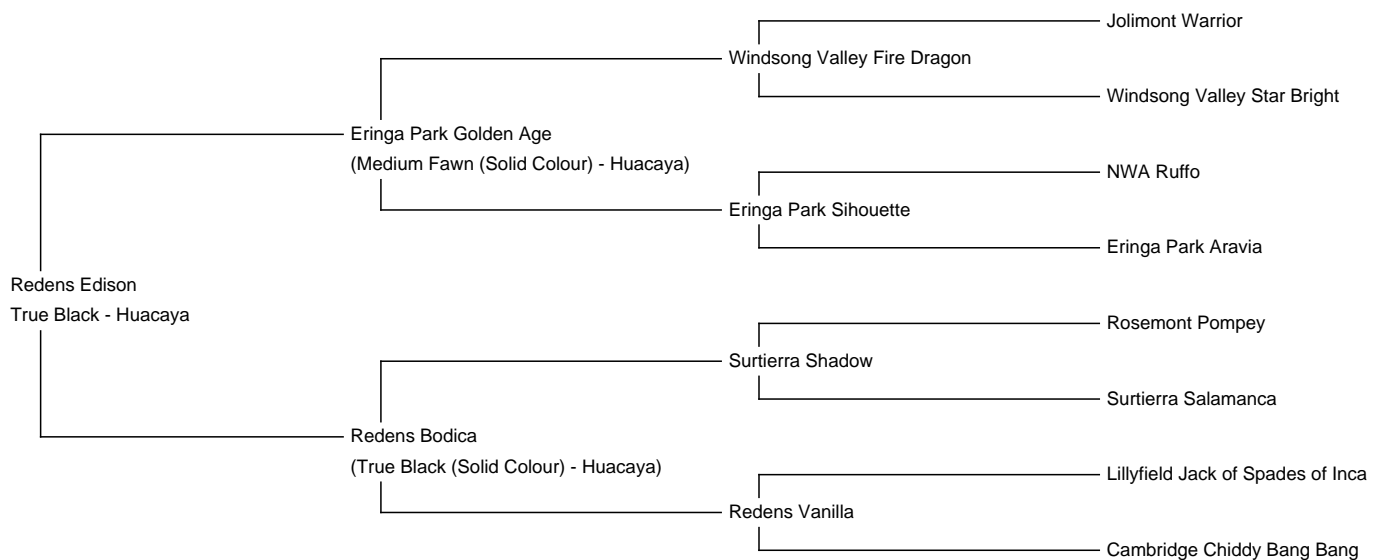 Jolimont Warrior
Windsong Valley Fire Dragon
Windsong Valley Star Bright
Eringa Park Golden Age
(Medium Fawn (Solid Colour) - Huacaya)
NWA Ruffo
Eringa Park Sihouette
Eringa Park Aravia
Redens Edison
True Black - Huacaya
Rosemont Pompey
Surtierra Shadow
Surtierra Salamanca
Redens Bodica
(True Black (Solid Colour) - Huacaya)
Lillyfield Jack of Spades of Inca
Redens Vanilla
Cambridge Chiddy Bang Bang